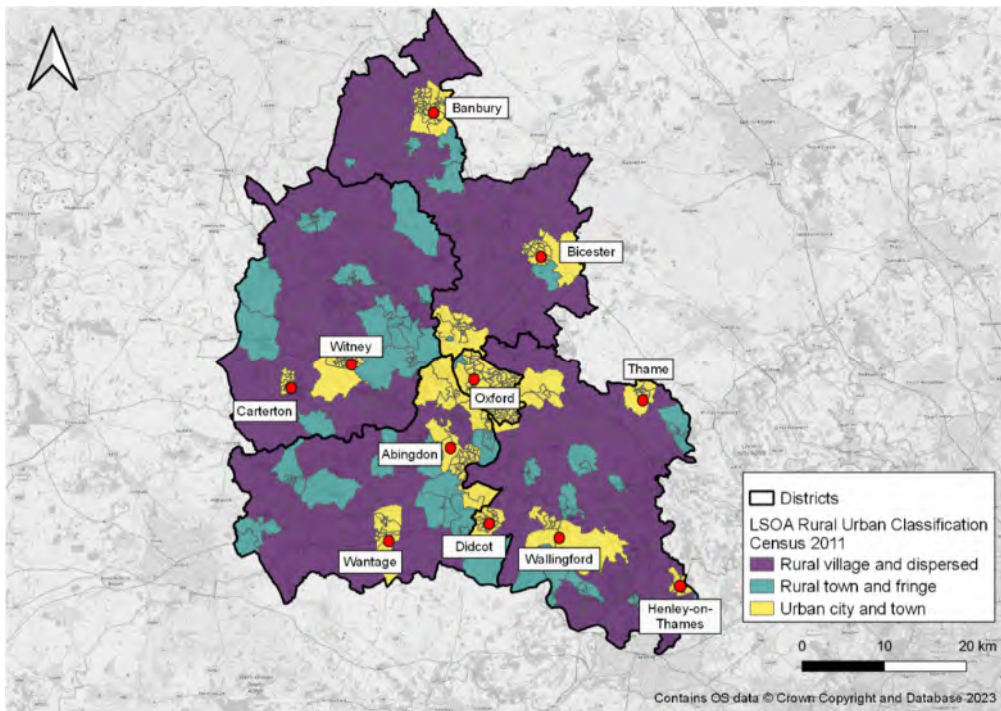 Banbury
Bicester
Witney
Thame
Carterton
Oxford
Abingdon
Wantage
Didcot
Wallingford
Henley-on-
Thames
Districts
LSOA Rural Urban Classification
Census 2011
Rural village and dispersed
Rural town and fringe
Urban city and town
0 10 20 km
Contains OS data © Crown Copyright and Database 2023